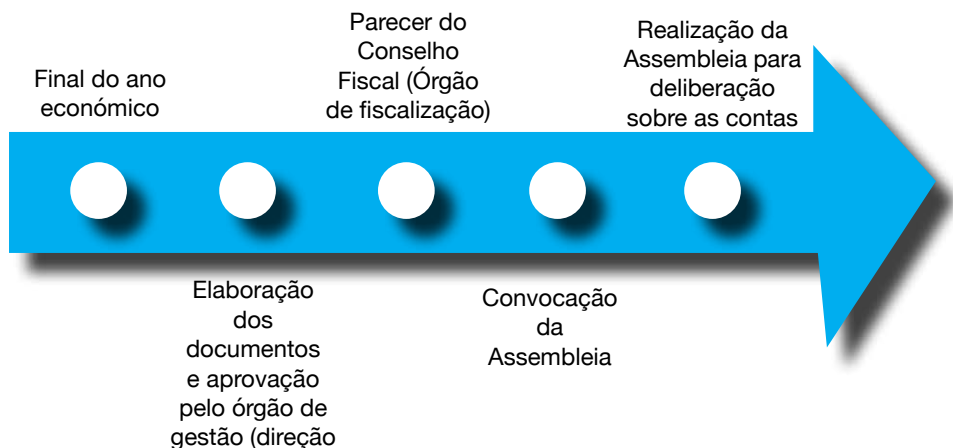 Final do ano
económico
Elaboração
dos
documentos
e aprovação
pelo órgão de
gestão (direção
Parecer do
Conselho
Fiscal (Órgão
de fiscalização)
Convocação
da
Assembleia
Realização da
Assembleia para
deliberação
sobre as contas